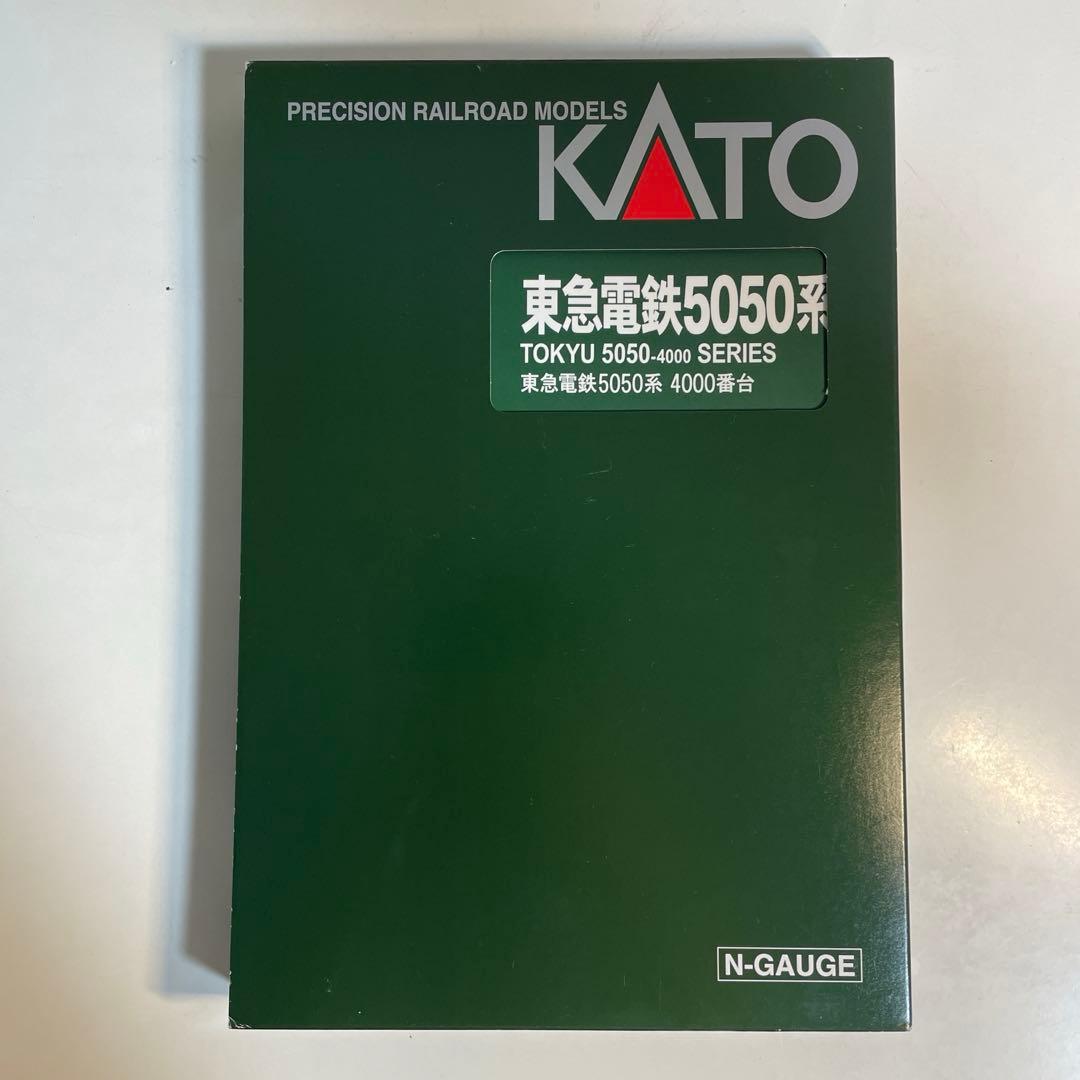 PRECISION RAILROAD MODELS
KATO
東急電鉄5050系
TOKYU 5050-4000 SERIES
東急電鉄5050系 4000番台
N-GAUGE